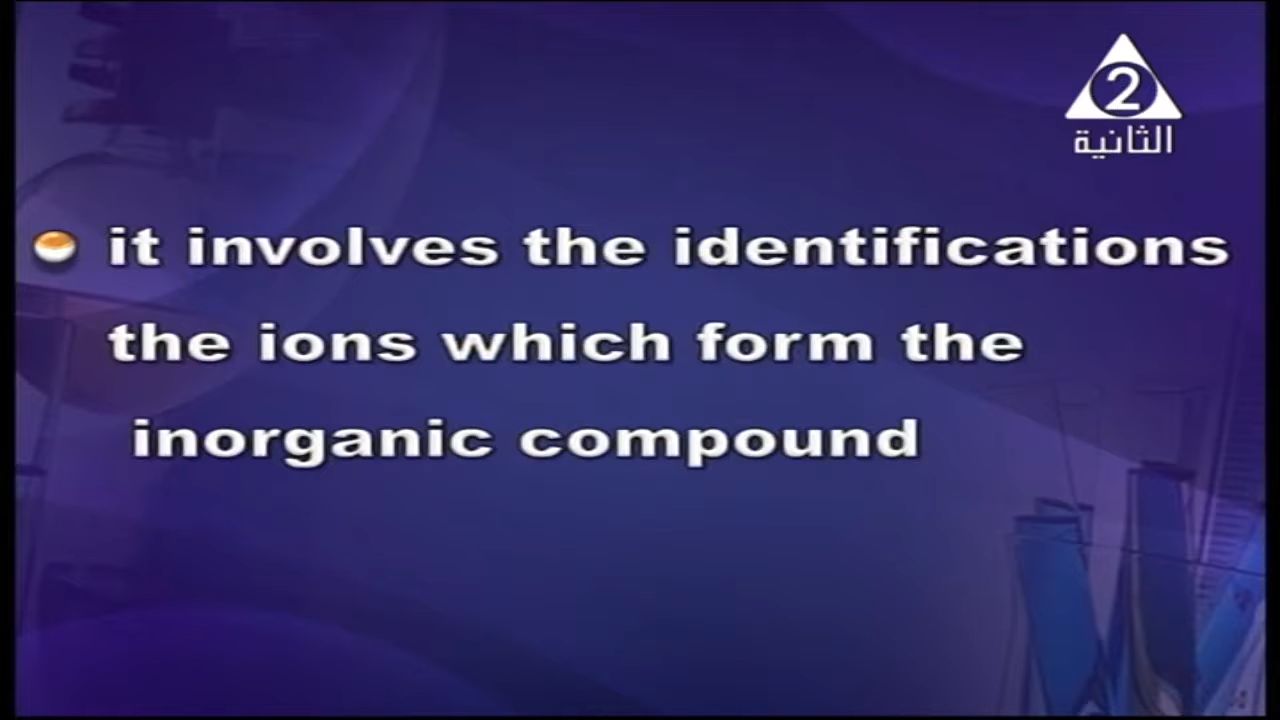 2
الثانية
it involves the identifications
the ions which form the
inorganic compound